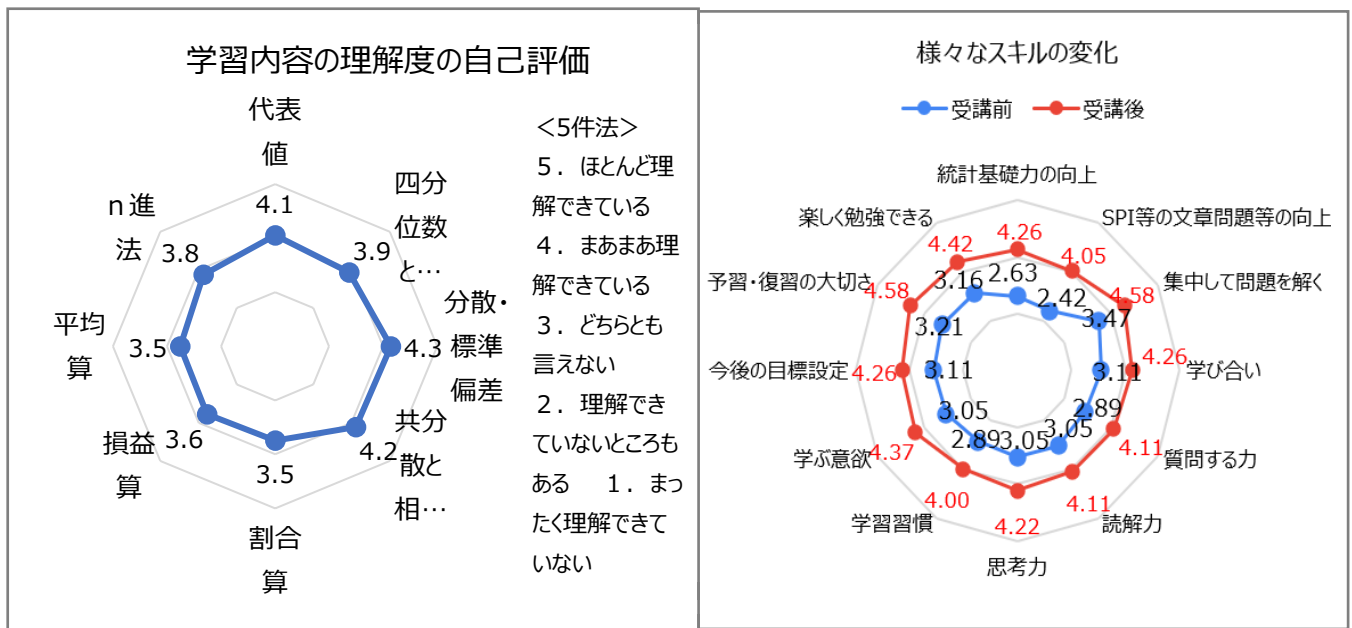 学習内容の理解度の自己評価
代表
値
四分
位数
と…
分散・
標準
偏差
共分
散と
相…
割合
算
損益
算
平均
算
n進
法
4.1
3.9
4.3
4.2
3.5
3.6
3.5
3.8
＜5件法＞
5．ほとんど理
解できている
4．まあまあ理
解できている
3．どちらとも
言えない
2．理解でき
ていないところも
ある　1．まっ
たく理解できて
いない
様々なスキルの変化
受講前 受講後
統計基礎力の向上
SPI等の文章問題等の向上
集中して問題を解く
学び合い
質問する力
読解力
思考力
学習習慣
学ぶ意欲
今後の目標設定
予習・復習の大切さ
楽しく勉強できる
4.26
4.05
4.58
4.26
4.11
4.11
4.22
4.00
4.37
4.26
4.58
4.42
2.63
2.42
3.47
3.11
2.89
3.05
3.05
2.89
3.05
3.11
3.21
3.16